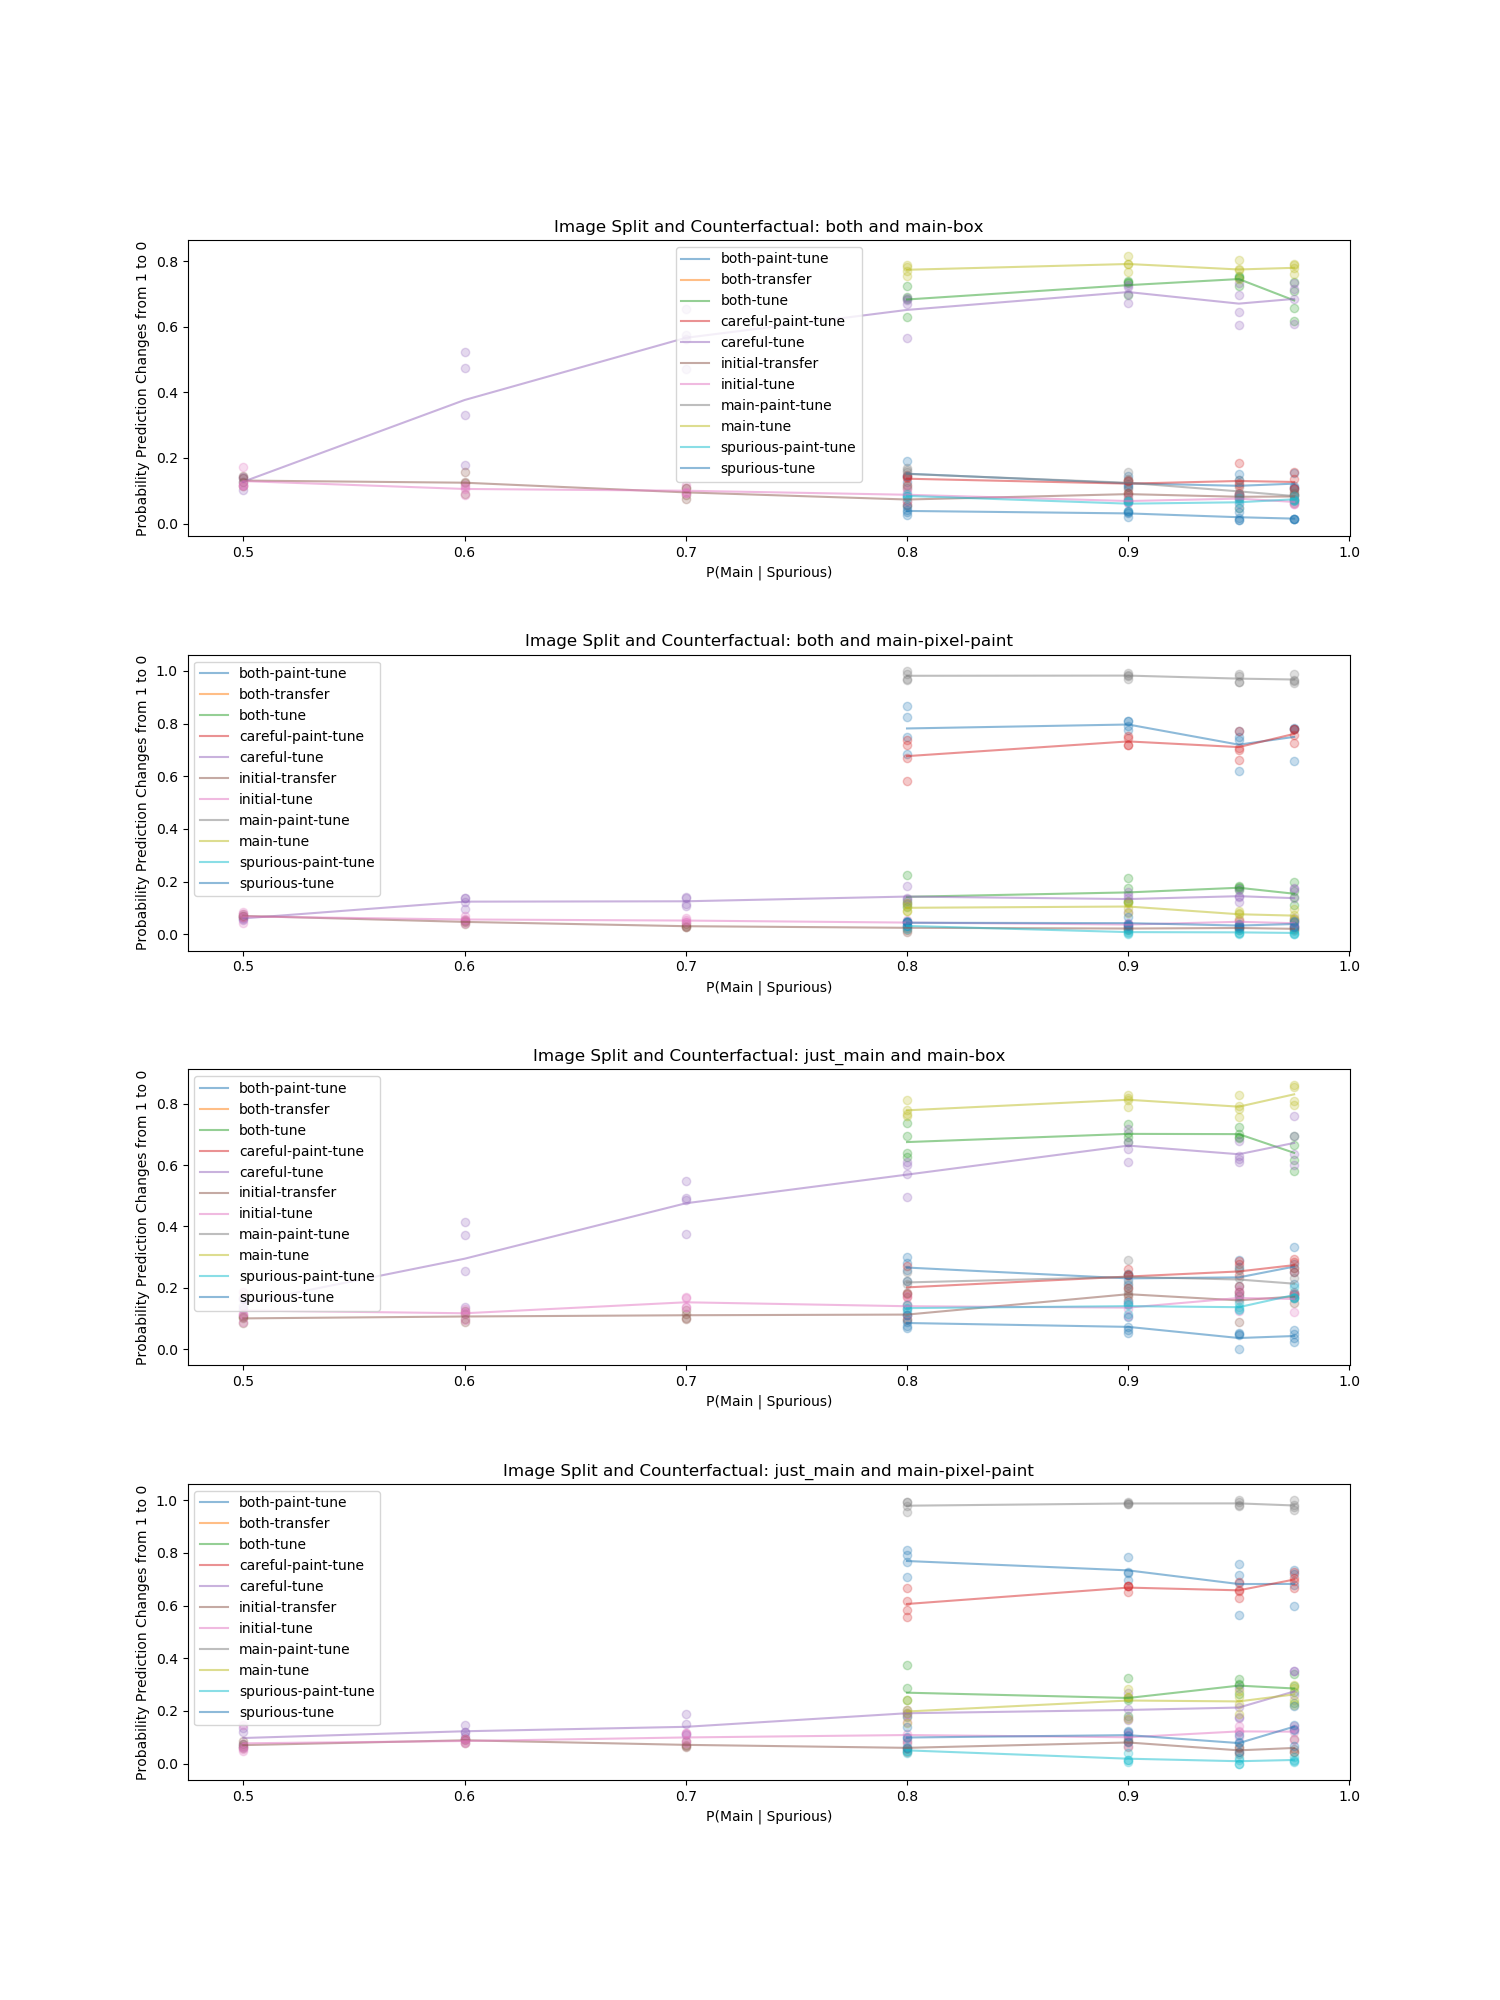 Image Split and Counterfactual: both and main-box
Probability Prediction Changes from 1 to 0
0.8
0.6
0.4
0.2
0.0
both-paint-tune
both-transfer
both-tune
careful-paint-tune
careful-tune
initial-transfer
initial-tune
main-paint-tune
main-tune
spurious-paint-tune
spurious-tune
0.5 0.6 0.7 0.8 0.9 1.0
P(Main | Spurious)
Image Split and Counterfactual: both and main-pixel-paint
Probability Prediction Changes from 1 to 0
1.0
0.8
0.6
0.4
0.2
0.0
both-paint-tune
both-transfer
both-tune
careful-paint-tune
careful-tune
initial-transfer
initial-tune
main-paint-tune
main-tune
spurious-paint-tune
spurious-tune
0.5 0.6 0.7 0.8 0.9 1.0
P(Main | Spurious)
Image Split and Counterfactual: just_main and main-box
Probability Prediction Changes from 1 to 0
0.8
0.6
0.4
0.2
0.0
both-paint-tune
both-transfer
both-tune
careful-paint-tune
careful-tune
initial-transfer
initial-tune
main-paint-tune
main-tune
spurious-paint-tune
spurious-tune
0.5 0.6 0.7 0.8 0.9 1.0
P(Main | Spurious)
Image Split and Counterfactual: just_main and main-pixel-paint
Probability Prediction Changes from 1 to 0
1.0
0.8
0.6
0.4
0.2
0.0
both-paint-tune
both-transfer
both-tune
careful-paint-tune
careful-tune
initial-transfer
initial-tune
main-paint-tune
main-tune
spurious-paint-tune
spurious-tune
0.5 0.6 0.7 0.8 0.9 1.0
P(Main | Spurious)